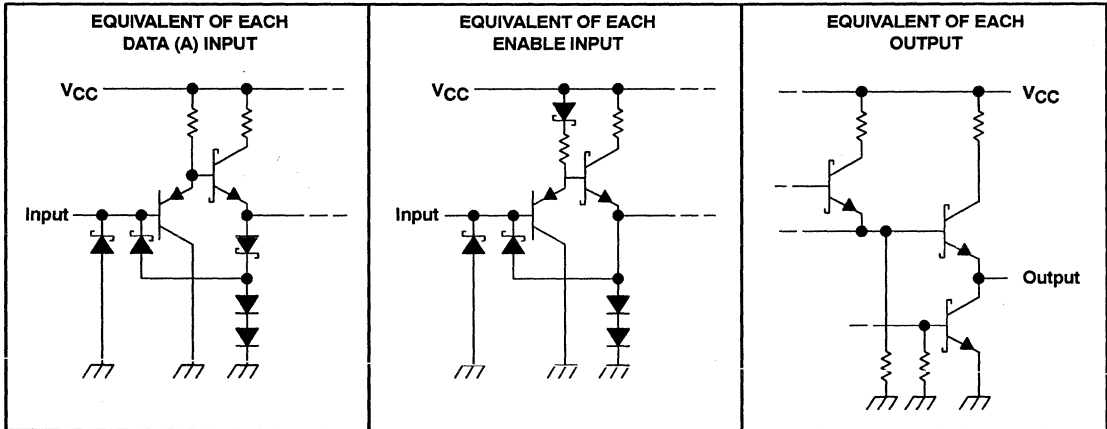 EQUIVALENT OF EACH
DATA (A) INPUT
VCC
Input
EQUIVALENT OF EACH
ENABLE INPUT
VCC
Input
EQUIVALENT OF EACH
OUTPUT
VCC
Output